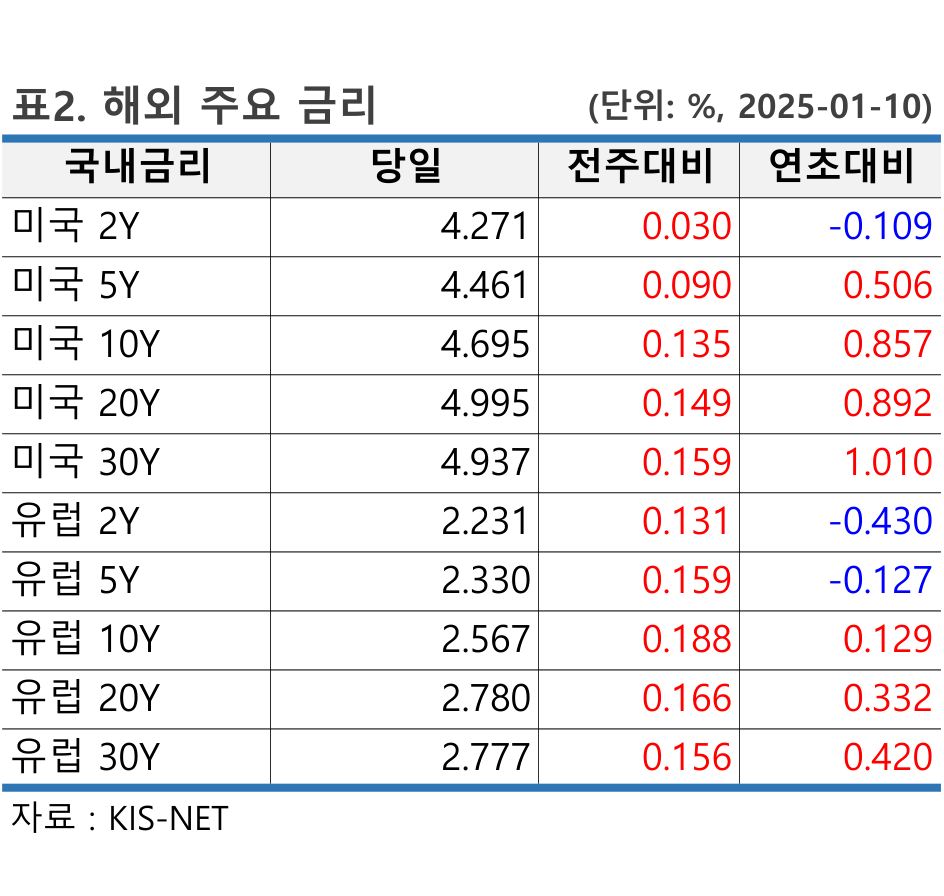 표2. 해외 주요 금리 (단위: %, 2025-01-10)
국내금리 당일 전주대비 연초대비
미국 2Y 4.271 0.030 -0.109
미국 5Y 4.461 0.090 0.506
미국 10Y 4.695 0.135 0.857
미국 20Y 4.995 0.149 0.892
미국 30Y 4.937 0.159 1.010
유럽 2Y 2.231 0.131 -0.430
유럽 5Y 2.330 0.159 -0.127
유럽 10Y 2.567 0.188 0.129
유럽 20Y 2.780 0.166 0.332
유럽 30Y 2.777 0.156 0.420
자료 : KIS-NET